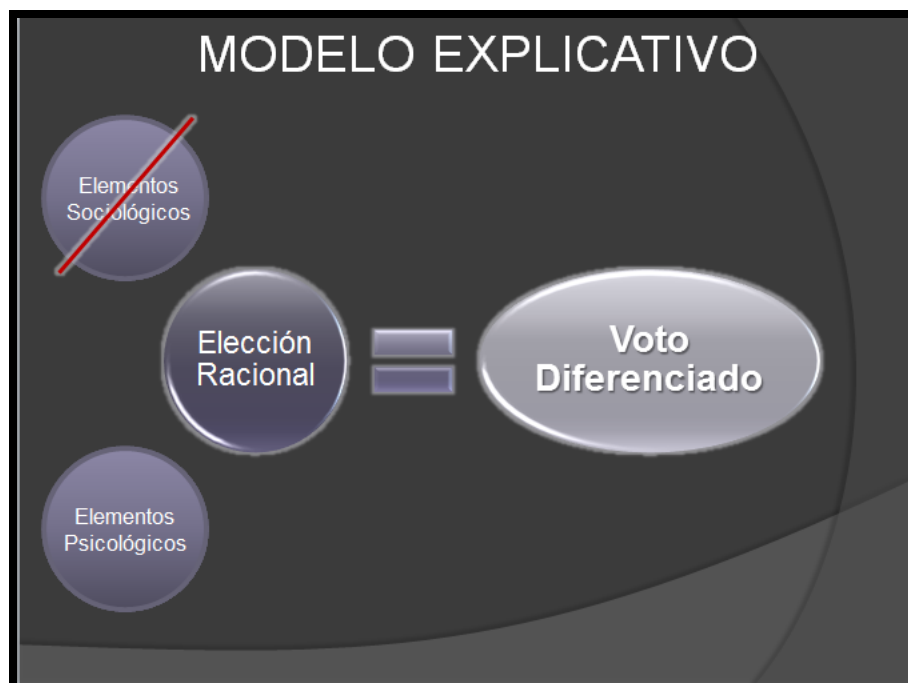 MODELO EXPLICATIVO
Elementos
Sociológicos
Elección
Racional
Voto
Diferenciado
Elementos
Psicológicos